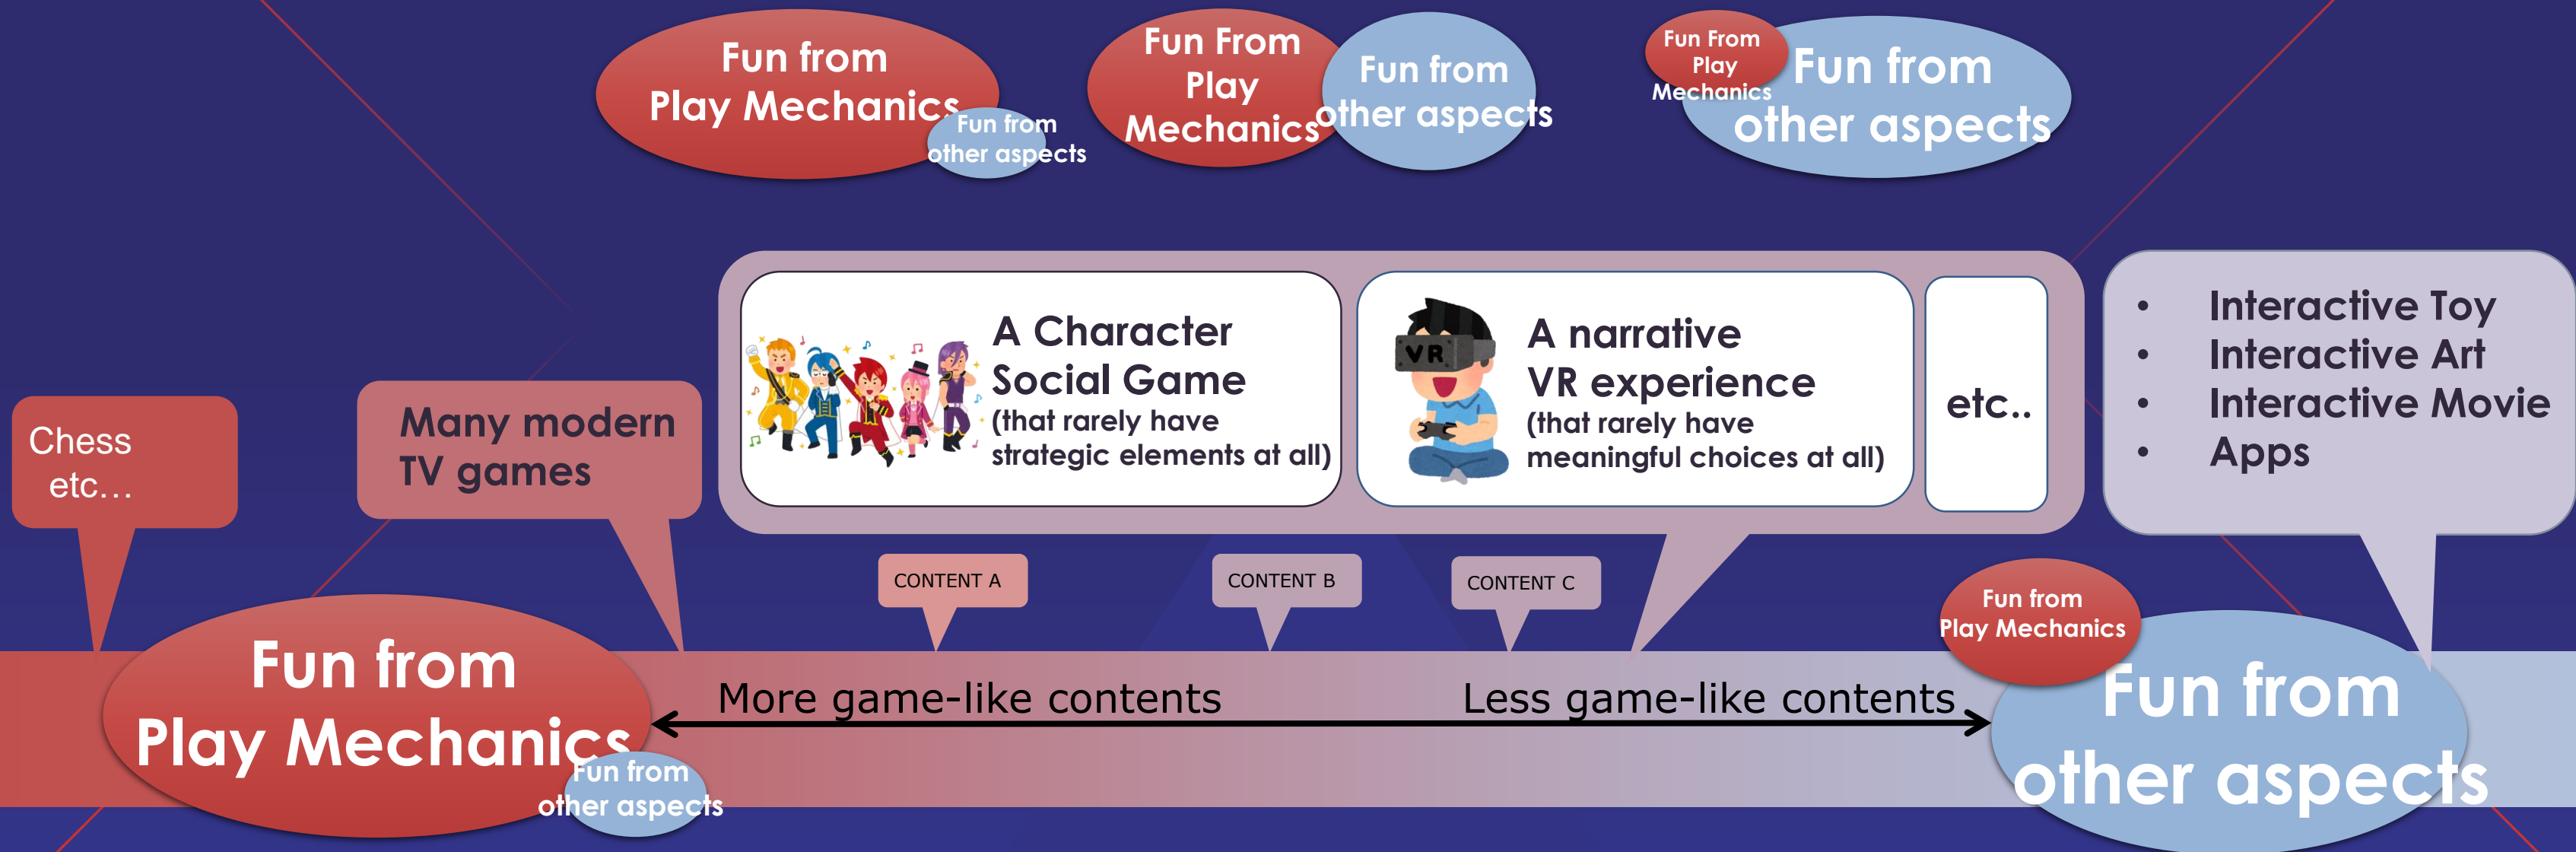 Fun from
Play Mechanics
Fun from
other aspects
Fun From
Play
Mechanics
Fun from
other aspects
Fun From
Play
Mechanics
Fun from
other aspects
Chess
etc...
Many modern
TV games
A Character
Social Game
(that rarely have
strategic elements at all)
VR
A narrative
VR experience
(that rarely have
meaningful choices at all)
etc..
• Interactive Toy
• Interactive Art
• Interactive Movie
• Apps
CONTENT A
CONTENT B
CONTENT C
Fun from
Play Mechanics
Fun from
other aspects
More game-like contents
Less game-like contents
Fun from
Play Mechanics
Fun from
other aspects